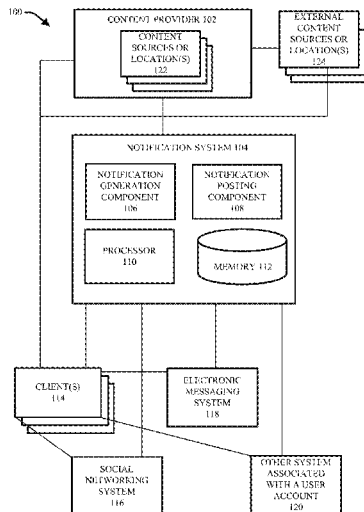 100
CONTENT PROVIDER 102
CONTENT
SOURCES OR
LOCATION(S)
122
EXTERNAL
CONTENT
SOURCES OR
LOCATION(S)
124
NOTIFICATION SYSTEM 104
NOTIFICATION
GENERATION
COMPONENT
106
NOTIFICATION
POSTING
COMPONENT
108
PROCESSOR
110
MEMORY 112
CLIENT(S)
114
ELECTRONIC
MESSAGING
SYSTEM
118
SOCIAL
NETWORKING
SYSTEM
116
OTHER SYSTEM
ASSOCIATED
WITH A USER
ACCOUNT
120